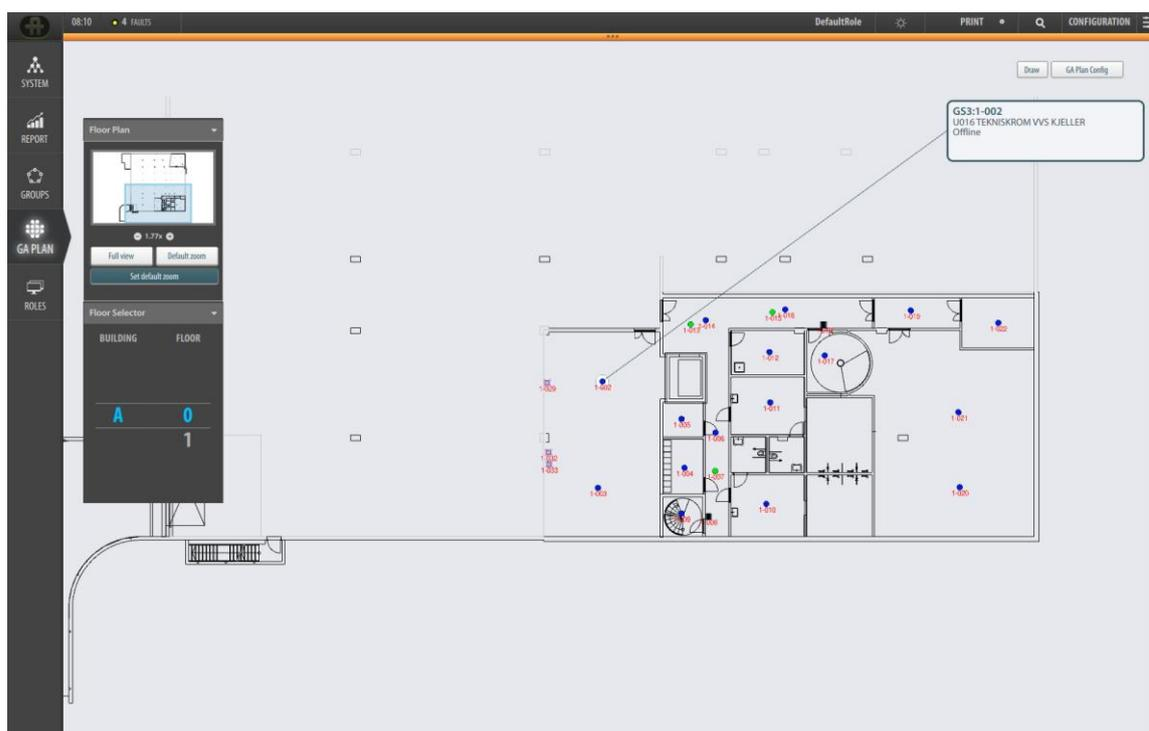 08:10
4 FAULTS
DefaultRole
PRINT
CONFIGURATION
SYSTEM
REPORT
GROUPS
GA PLAN
ROLES
Draw
GA Plan Config
GS3:1-002
U016 TEKNISKROM VVS KJELLER
Offline
Floor Plan
1.77x
Full view
Default zoom
Set default zoom
Floor Selector
BUILDING
FLOOR
A
0
1
1-013
1-014
1-015
1-016
1-019
1-022
1-012
1-017
1-029
1-002
1-011
1-021
1-005
1-006
1-032
1-033
1-004
1-007
1-003
1-020
1-010
1-008